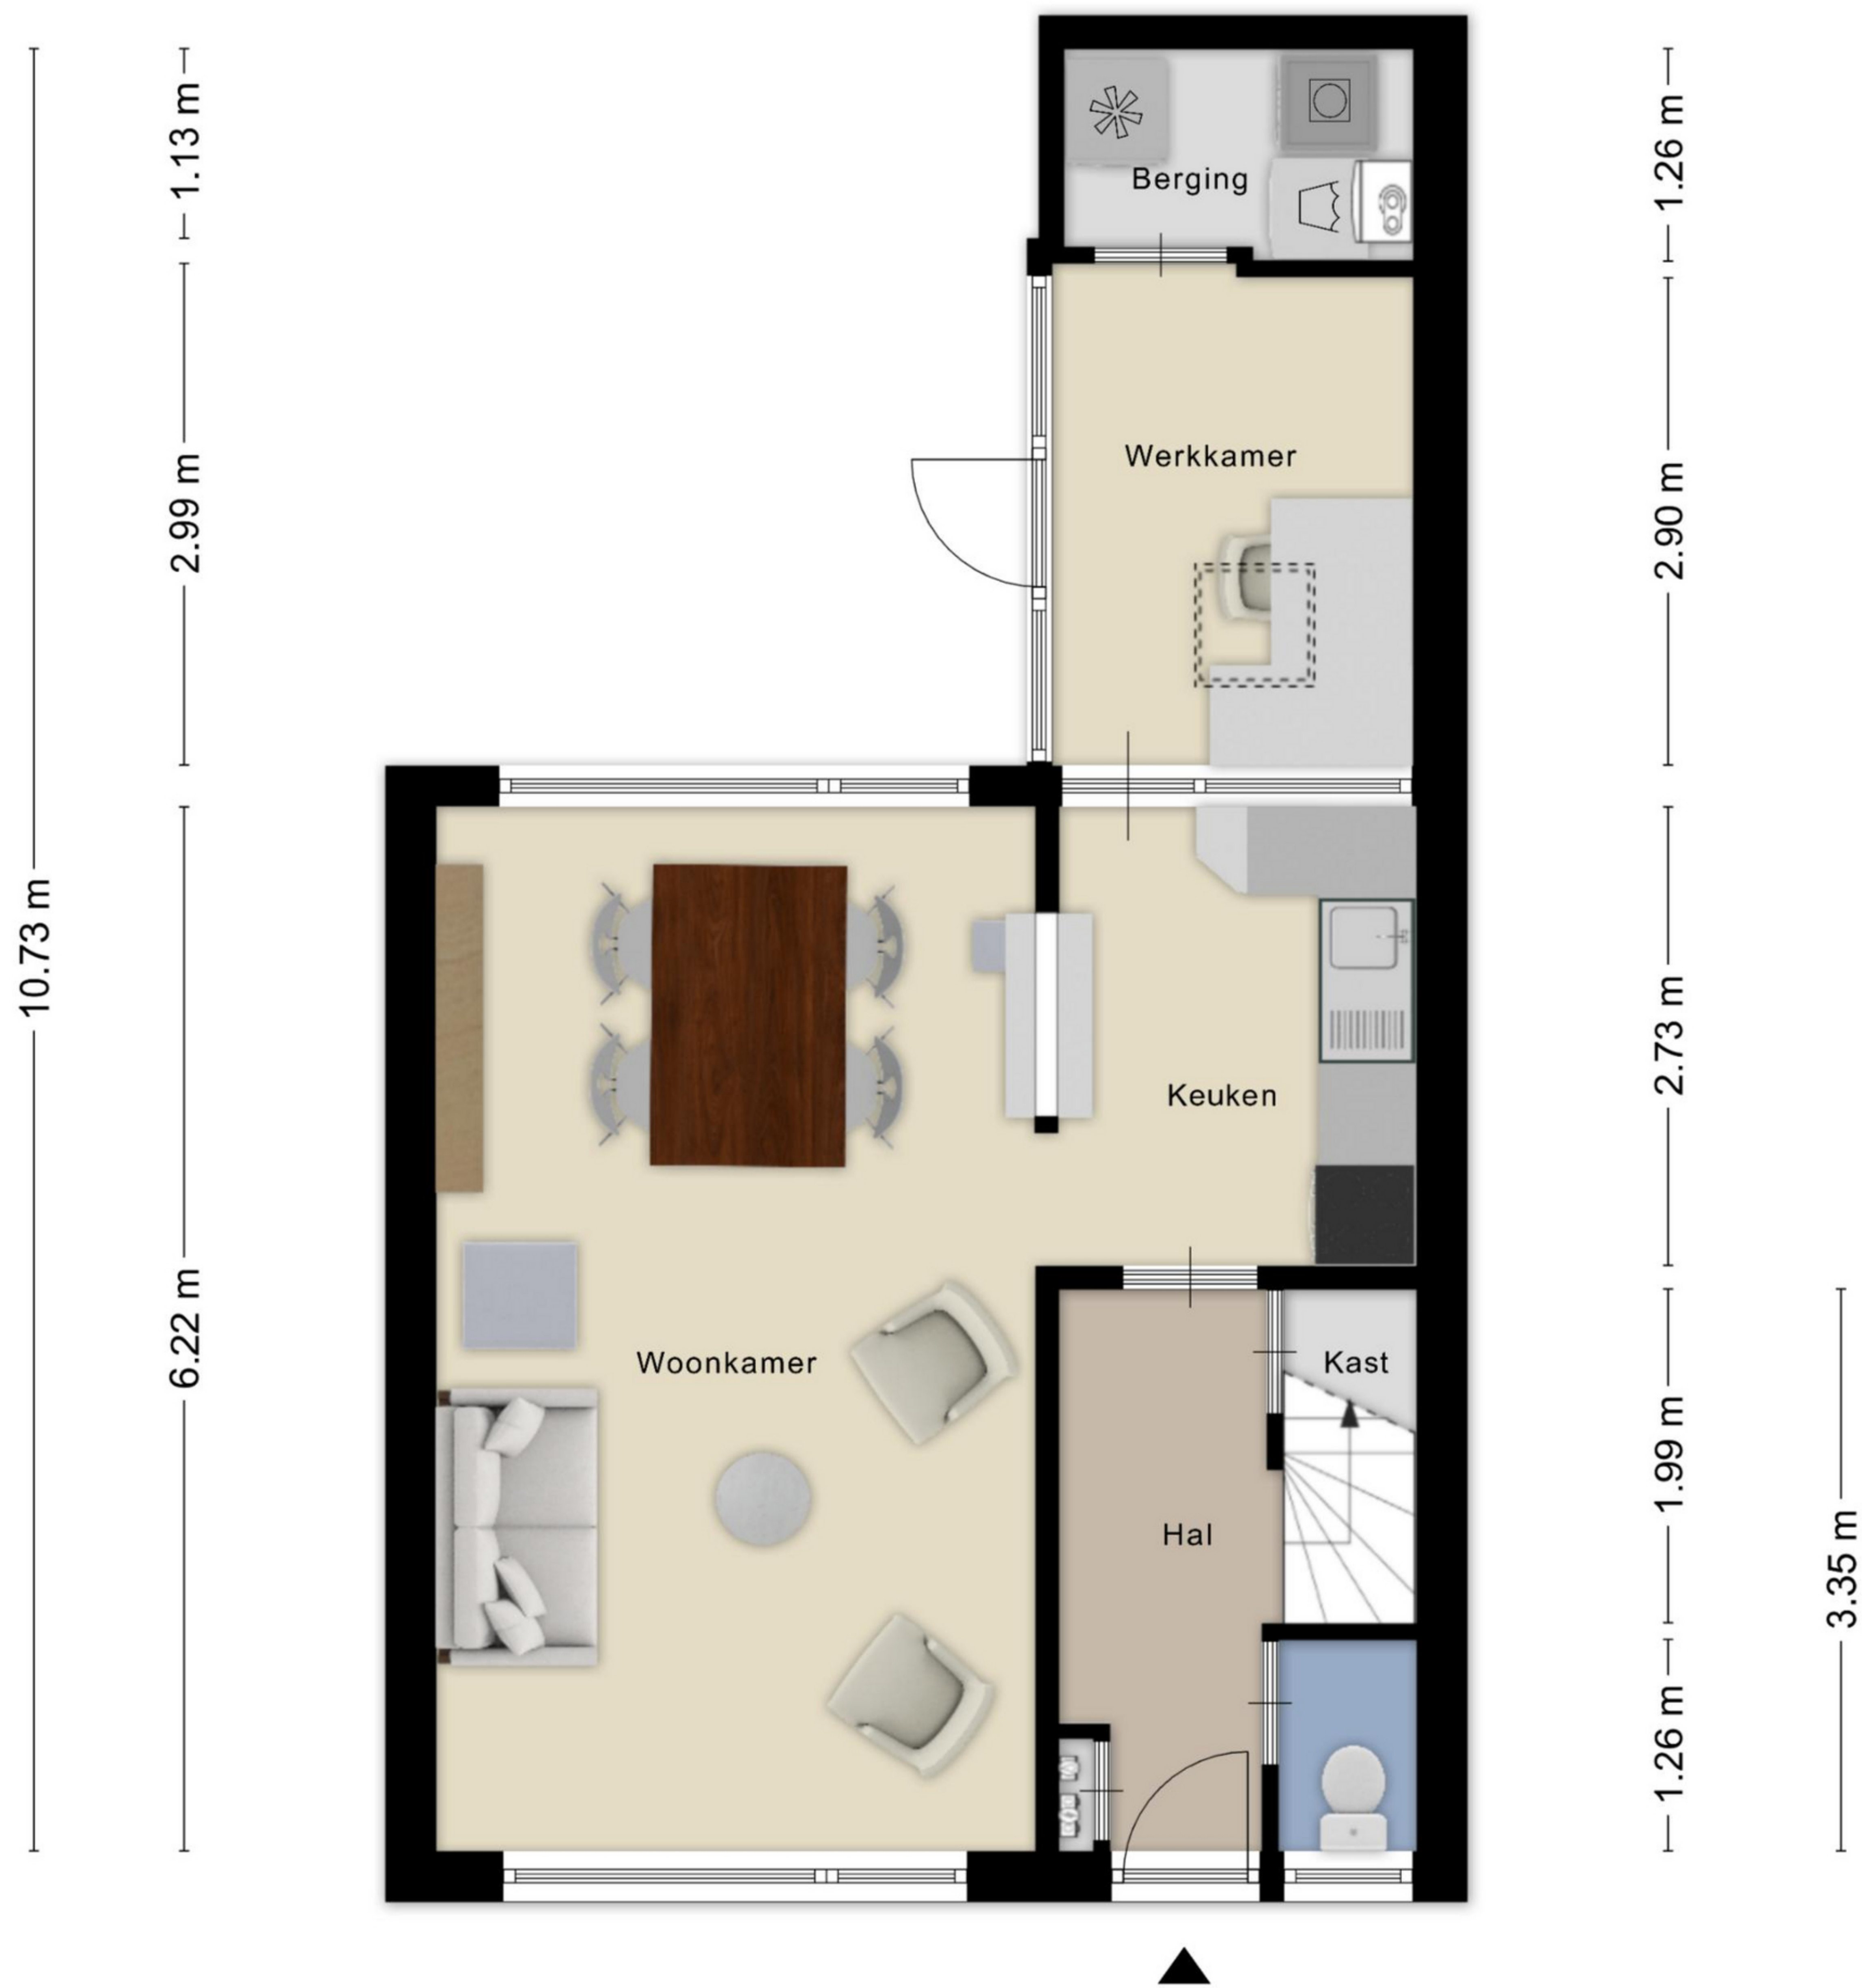 10.73 m
1.13 m
2.99 m
6.22 m
Berging
Werkkamer
Keuken
Woonkamer
Kast
Hal
1.26 m
2.90 m
2.73 m
1.99 m
1.26 m
3.35 m